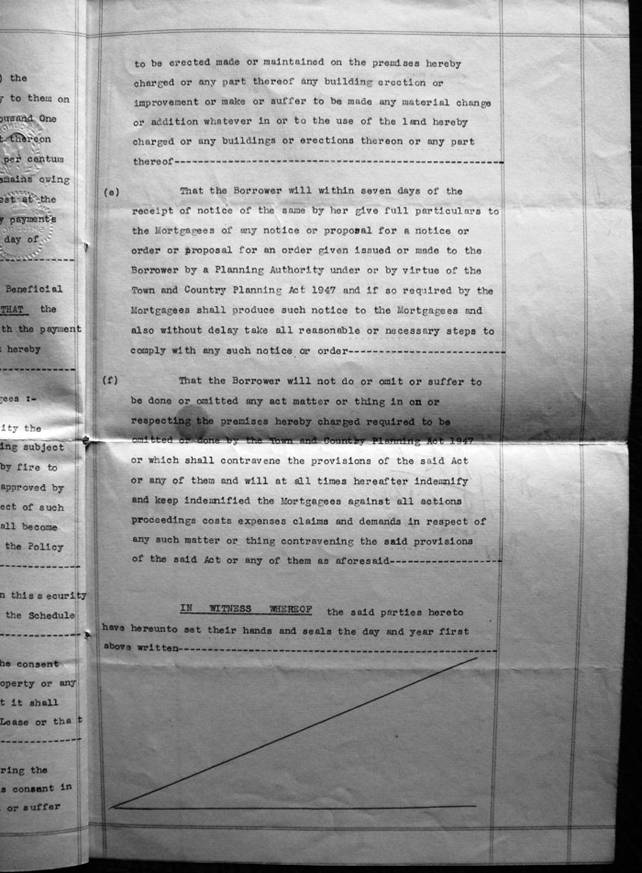 ) the
y to them on
ousand One
t thereon
per centum
emains owing
est at the
y payments
day of
Beneficial
THAT the
th the payment
hereby
gees :-
ity the
ing subject
by fire to
approved by
ect of such
all become
the Policy
n this security
the Schedule
he consent
operty or any
t it shall
Lease or that
ring the
s consent in
or suffer
to be erected made or maintained on the premises hereby
charged or any part thereof any building erection or
improvement or make or suffer to be made any material change
or addition whatever in or to the use of the land hereby
charged or any buildings or erections thereon or any part
thereof-------------------------------------------------
(e) That the Borrower will within seven days of the
receipt of notice of the same by her give full particulars to
the Mortgagees of any notice or proposal for a notice or
order or proposal for an order given issued or made to the
Borrower by a Planning Authority under or by virtue of the
Town and Country Planning Act 1947 and if so required by the
Mortgagees shall produce such notice to the Mortgagees and
also without delay take all reasonable or necessary steps to
comply with any such notice or order-----------------------
(f) That the Borrower will not do or omit or suffer to
be done or omitted any act matter or thing in on or
respecting the premises hereby charged required to be
omitted or done by the Town and Country Planning Act 1947
or which shall contravene the provisions of the said Act
or any of them and will at all times hereafter indemnify
and keep indemnified the Mortgagees against all actions
proceedings costs expenses claims and demands in respect of
any such matter or thing contravening the said provisions
of the said Act or any of them as aforesaid----------------
IN WITNESS WHEREOF the said parties hereto
have hereunto set their hands and seals the day and year first
above written----------------------------------------------